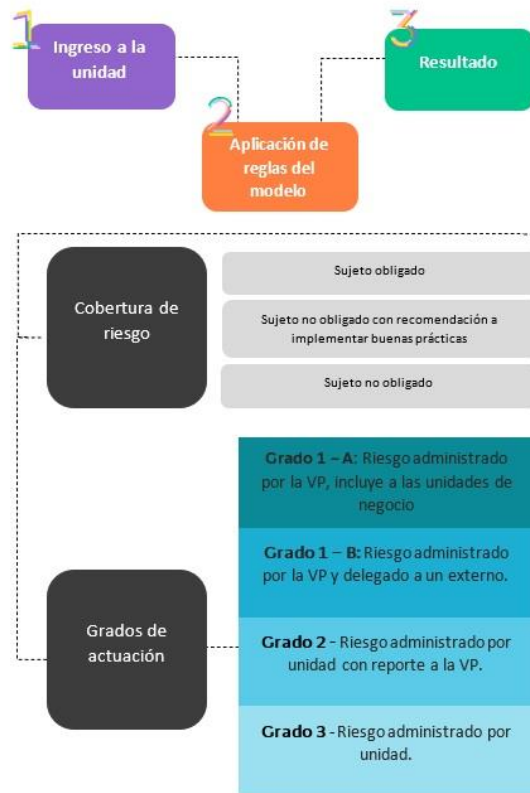 1
Ingreso a la
unidad
3
Resultado
2
Aplicación de
reglas del
modelo
Cobertura de
riesgo
Sujeto obligado
Sujeto no obligado con recomendación a
implementar buenas prácticas
Sujeto no obligado
Grados de
actuación
Grado 1 – A: Riesgo administrado
por la VP, incluye a las unidades de
negocio
Grado 1 – B: Riesgo administrado
por la VP y delegado a un externo.
Grado 2 - Riesgo administrado por
unidad con reporte a la VP.
Grado 3 - Riesgo administrado por
unidad.